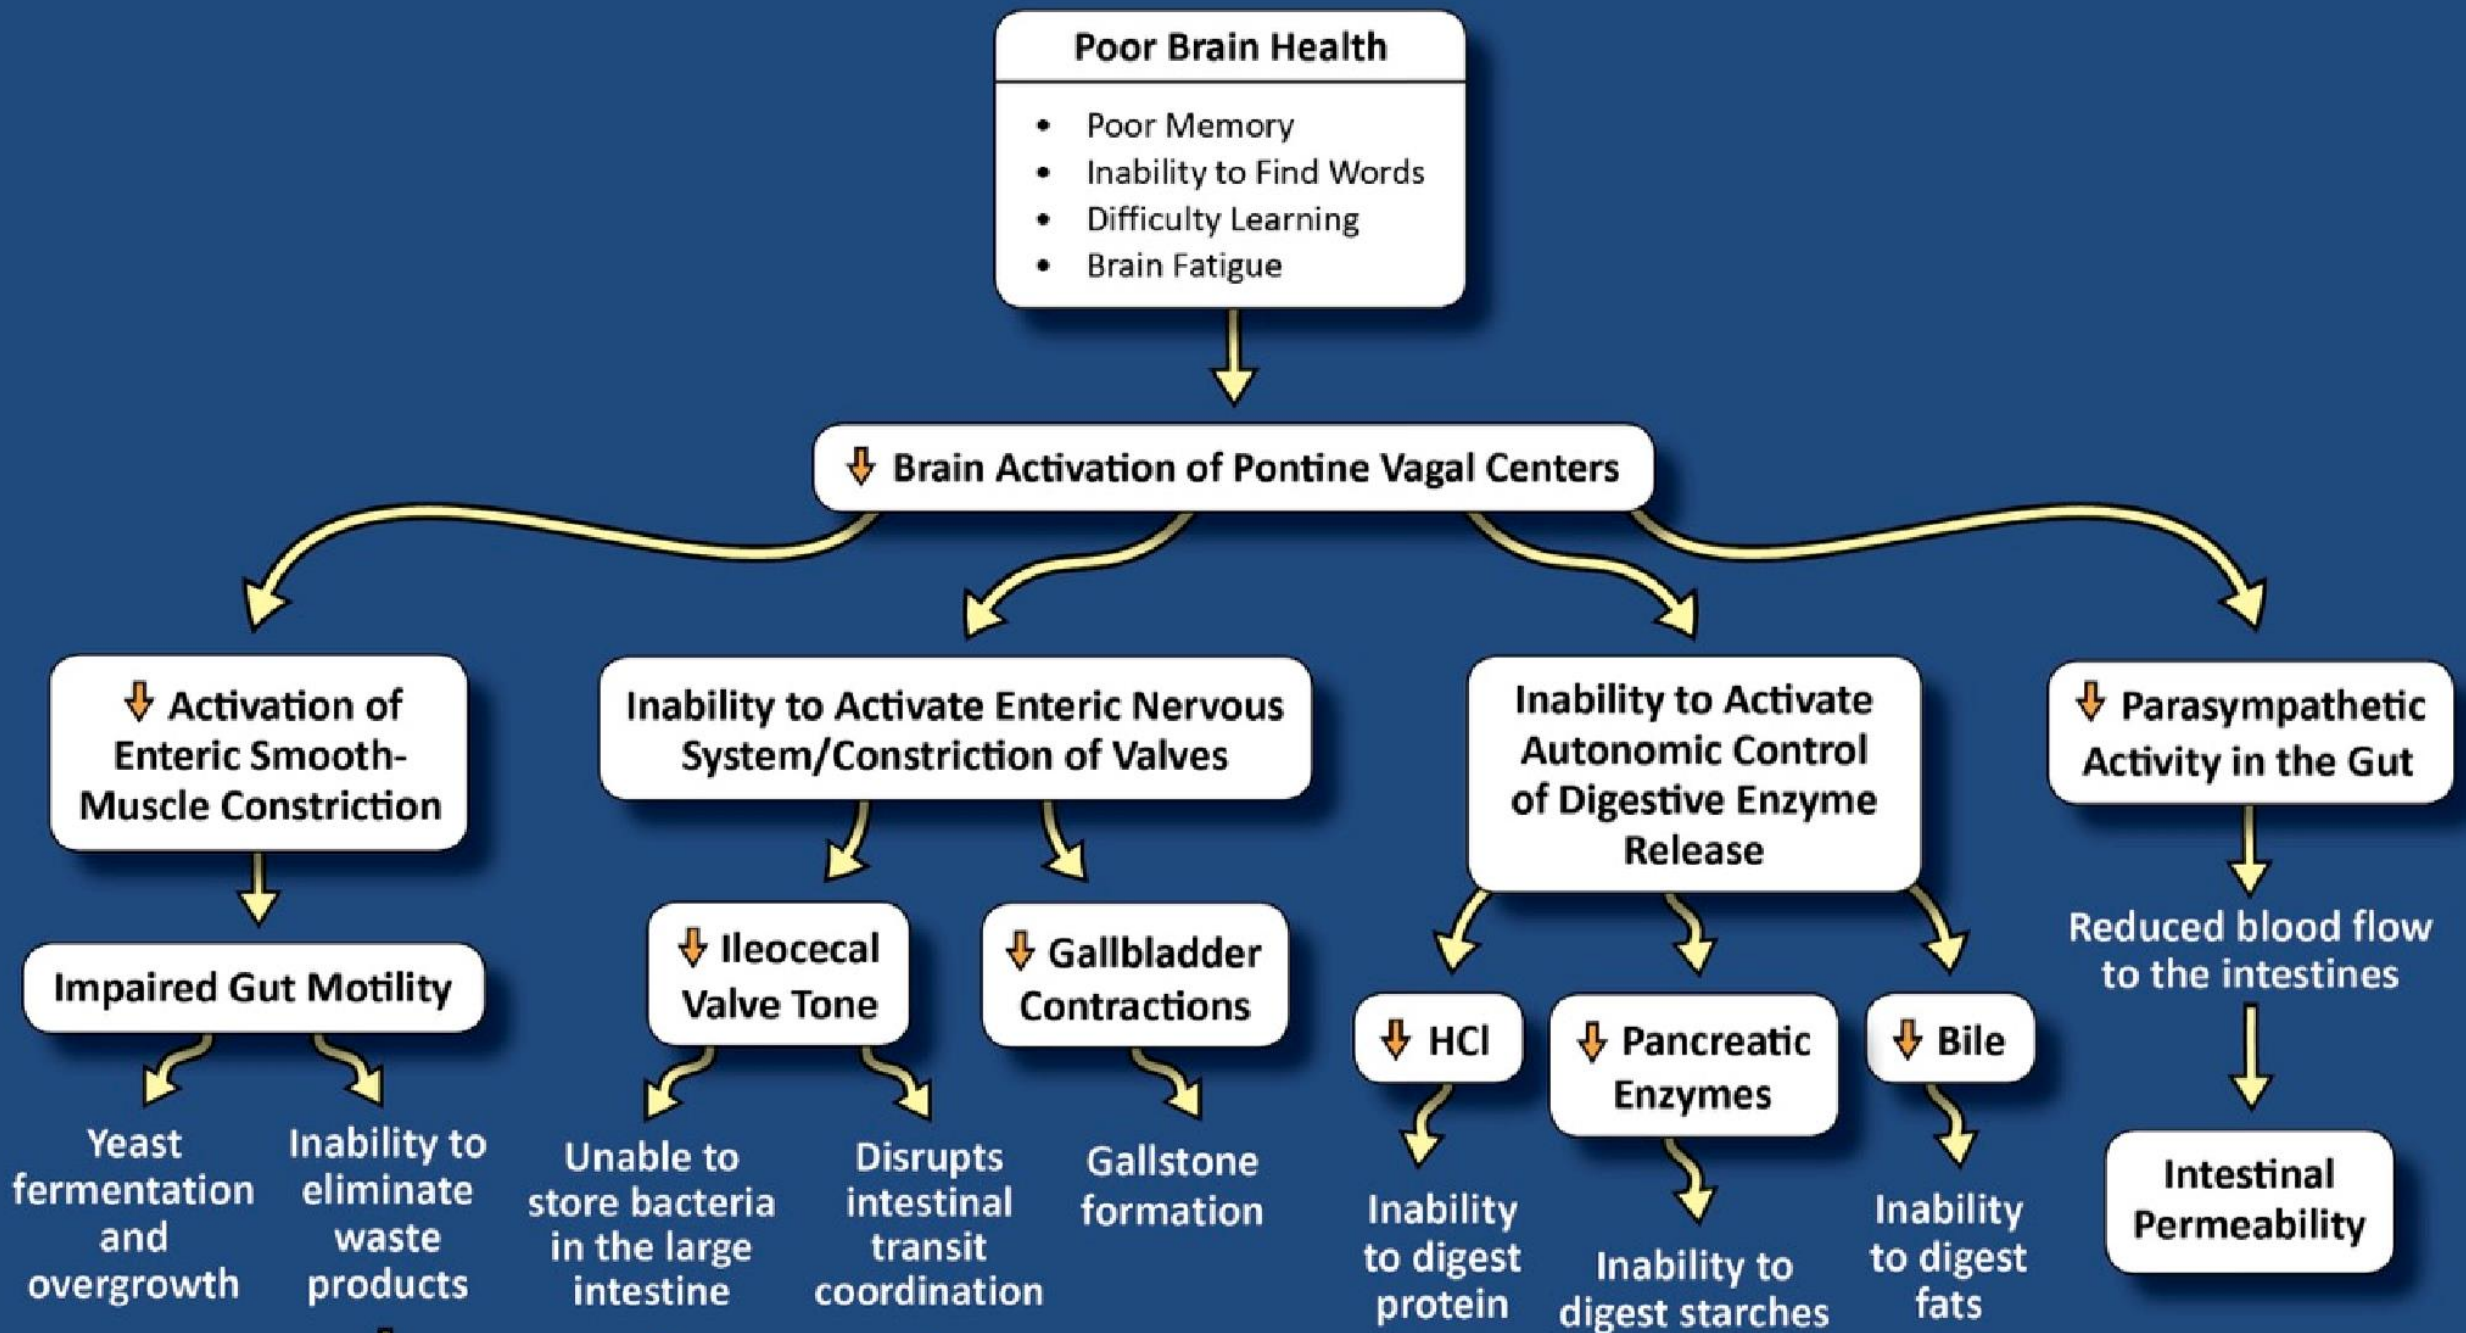 Poor Brain Health
• Poor Memory
• Inability to Find Words
• Difficulty Learning
• Brain Fatigue
Brain Activation of Pontine Vagal Centers
Activation of
Enteric Smooth-
Muscle Constriction
Impaired Gut Motility
Yeast
fermentation
and
overgrowth
Inability to
eliminate
waste
products
Inability to Activate Enteric Nervous
System/Constriction of Valves
Ileocecal
Valve Tone
Unable to
store bacteria
in the large
intestine
Disrupts
intestinal
transit
coordination
Gallbladder
Contractions
Gallstone
formation
Inability to Activate
Autonomic Control
of Digestive Enzyme
Release
HCl
Inability
to digest
protein
Pancreatic
Enzymes
Inability to
digest starches
Bile
Inability
to digest
fats
Parasympathetic
Activity in the Gut
Reduced blood flow
to the intestines
Intestinal
Permeability